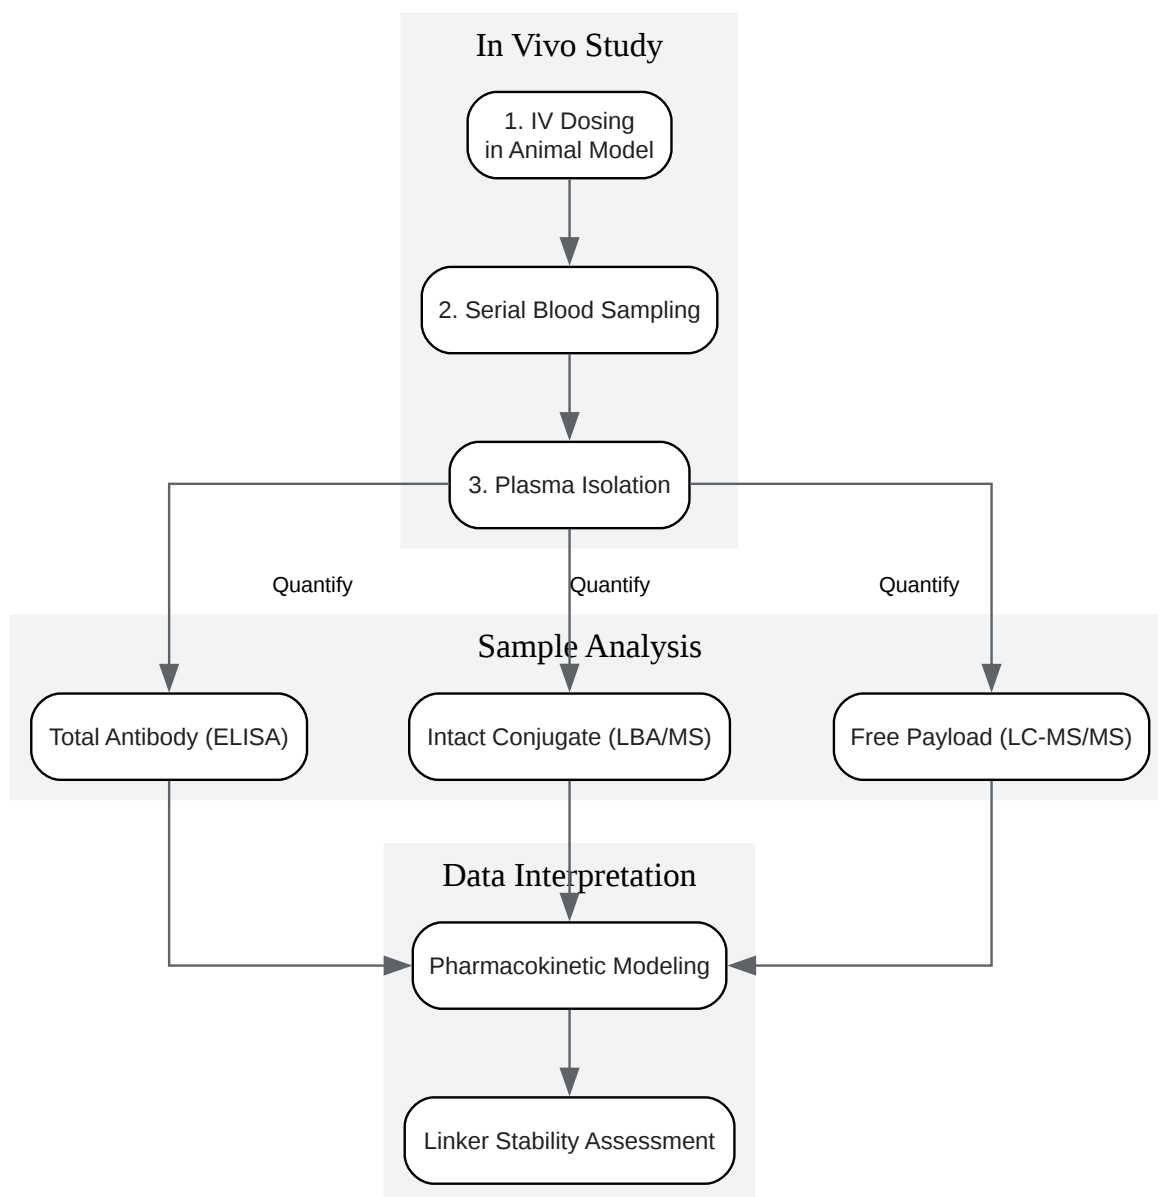 In Vivo Study
1. IV Dosing
in Animal Model
2. Serial Blood Sampling
3. Plasma Isolation
Quantify
Quantify
Quantify
Sample Analysis
Total Antibody (ELISA)
Intact Conjugate (LBA/MS)
Free Payload (LC-MS/MS)
Data Interpretation
Pharmacokinetic Modeling
Linker Stability Assessment